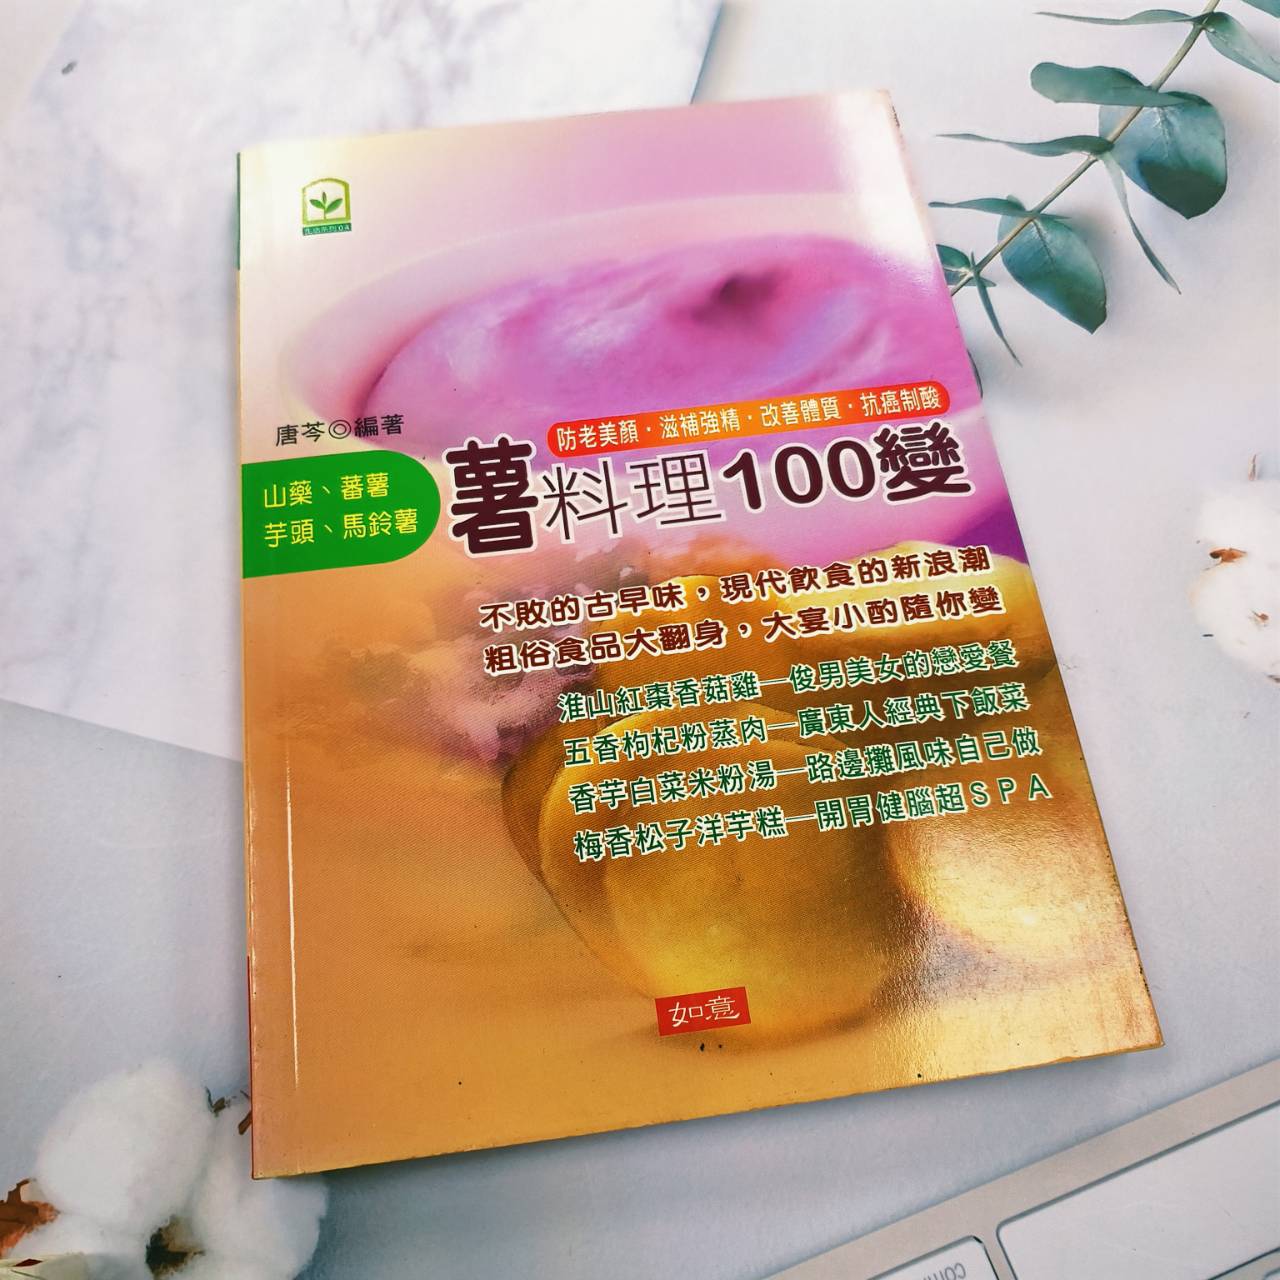 生活系列04
唐芩◎編著
防老美顏·滋補強精·改善體質·抗癌制酸
山藥、蕃薯
芋頭、馬鈴薯
薯料理100變
不敗的古早味，現代飲食的新浪潮
粗俗食品大翻身，大宴小酌隨你變
淮山紅棗香菇雞—俊男美女的戀愛餐
五香枸杞粉蒸肉—廣東人經典下飯菜
香芋白菜米粉湯—路邊攤風味自己做
梅香松子洋芋糕—開胃健腦超SPA
如意